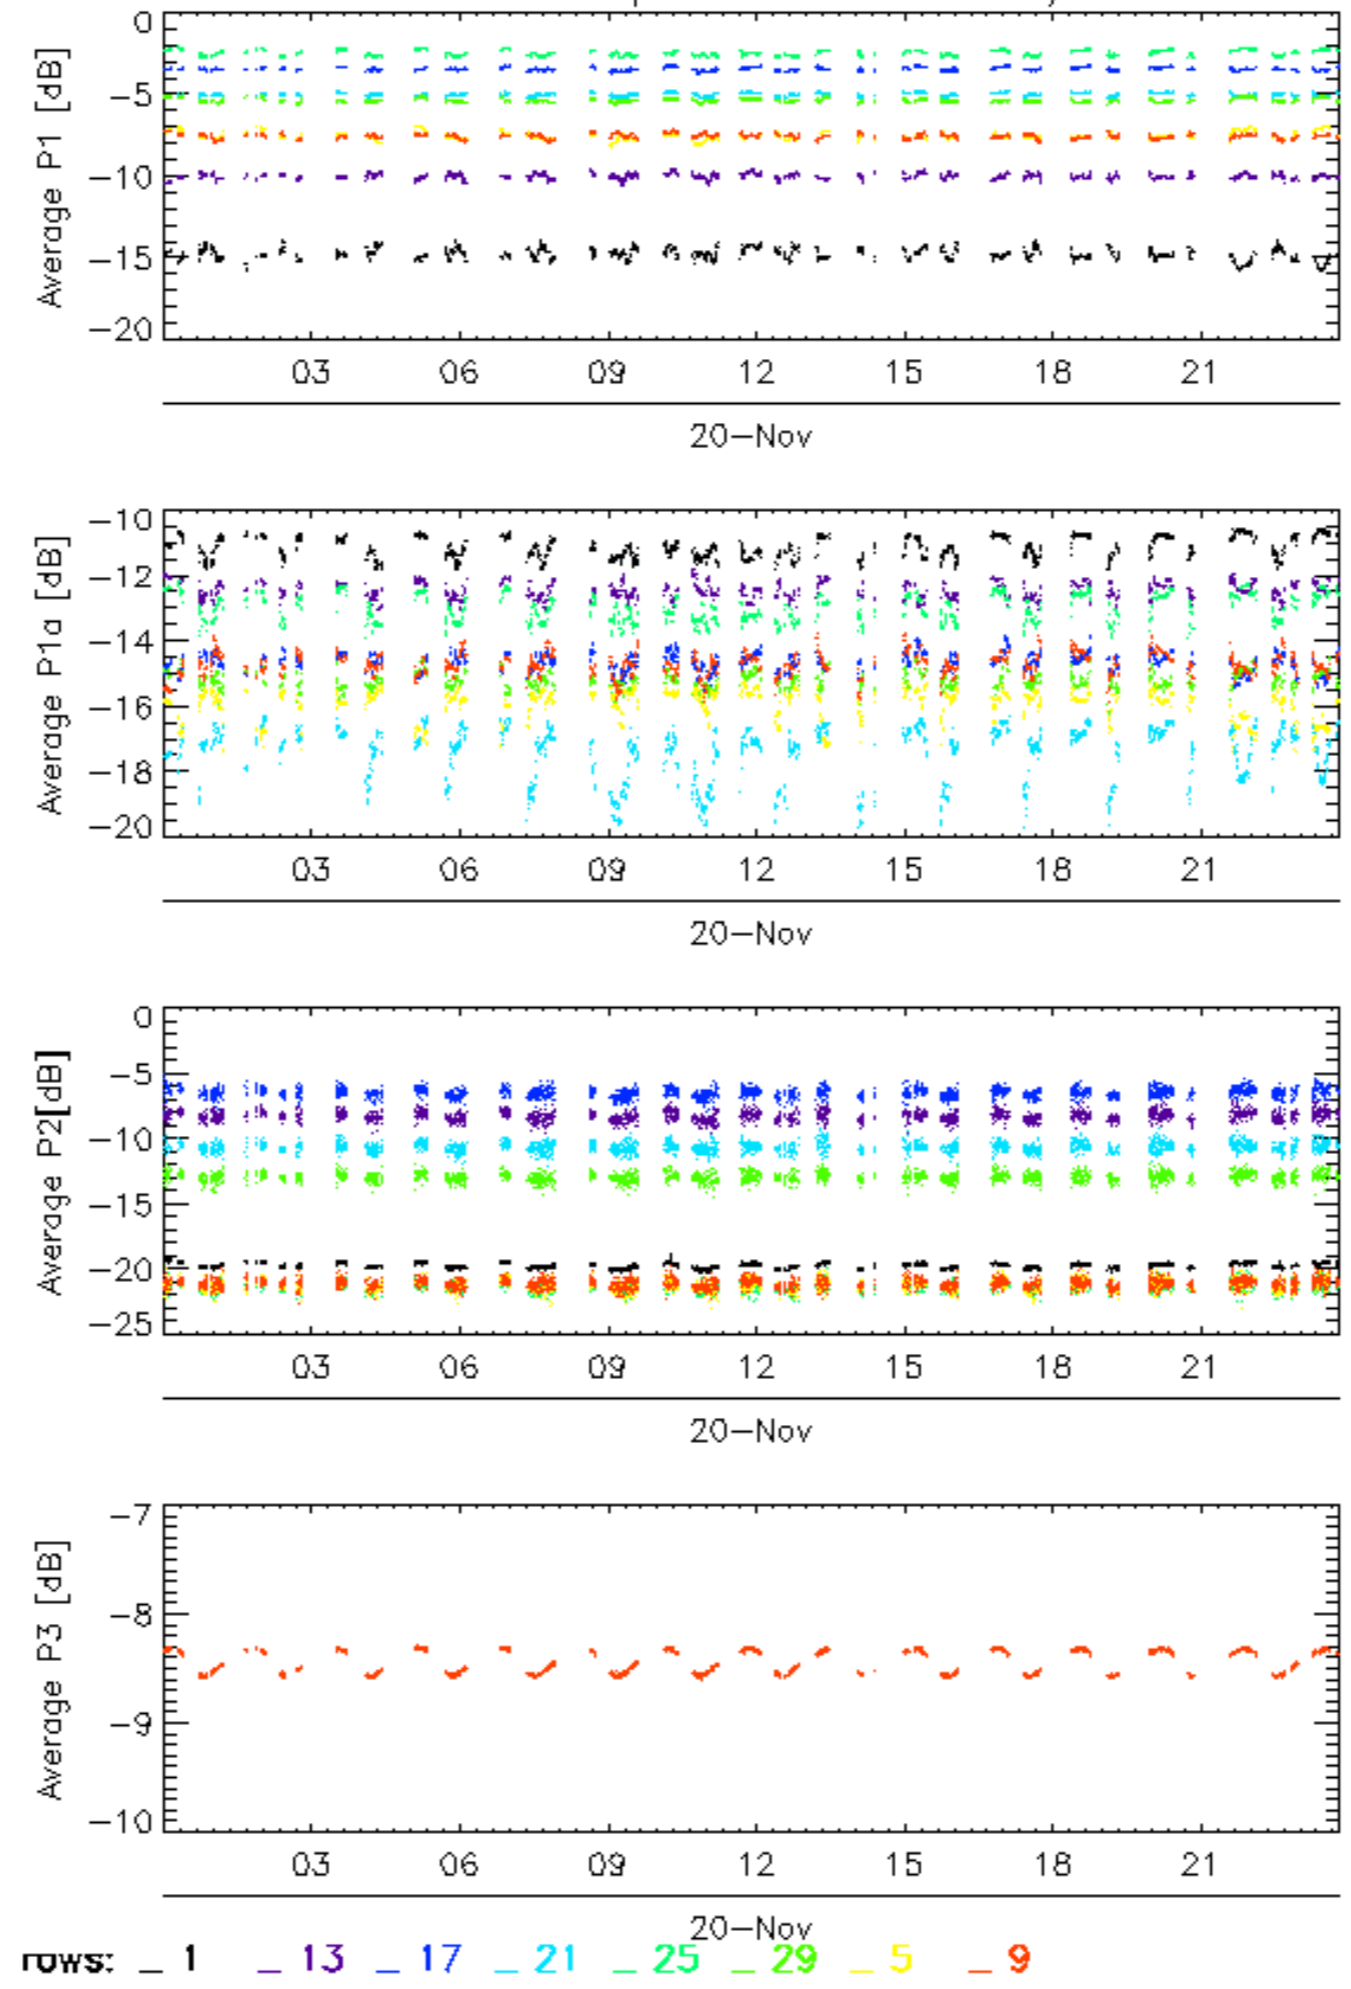 Average P1 [dB]
0
−5
−10
−15
−20
03 06 09 12 15 18 21
20−Nov
Average P1a [dB]
−10
−12
−14
−16
−18
−20
03 06 09 12 15 18 21
20−Nov
Average P2[dB]
0
−5
−10
−15
−20
−25
03 06 09 12 15 18 21
20−Nov
Average P3 [dB]
−7
−8
−9
−10
03 06 09 12 15 18 21
20−Nov
rows: _ 1 _ 13 _ 17 _ 21 _ 25 _ 29 _ 5 _ 9